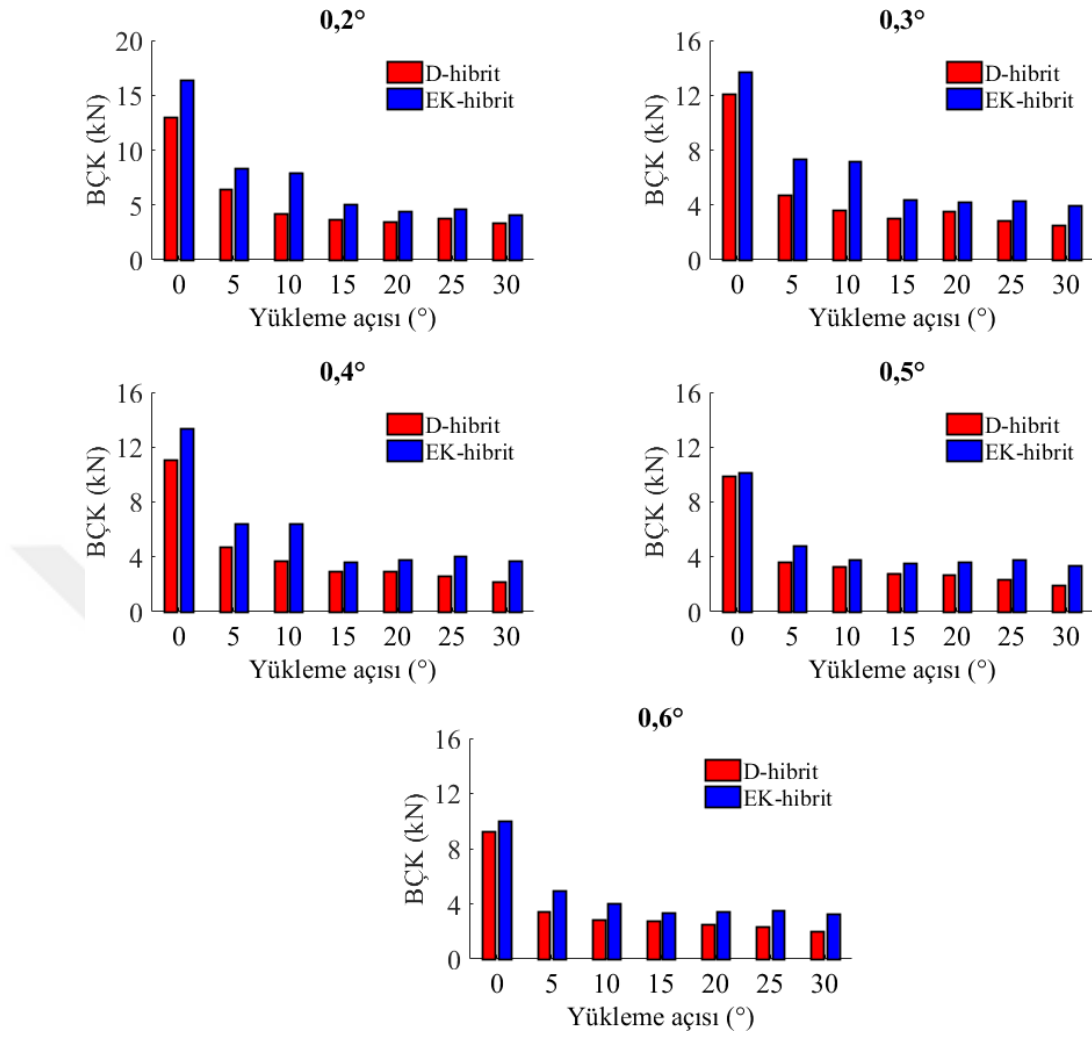 0,2°
20
15
10
5
0
BÇK (kN)
D-hibrit
EK-hibrit
0 5 10 15 20 25 30
Yükleme açısı (°)
0,3°
16
12
8
4
0
BÇK (kN)
D-hibrit
EK-hibrit
0 5 10 15 20 25 30
Yükleme açısı (°)
0,4°
16
12
8
4
0
BÇK (kN)
D-hibrit
EK-hibrit
0 5 10 15 20 25 30
Yükleme açısı (°)
0,5°
16
12
8
4
0
BÇK (kN)
D-hibrit
EK-hibrit
0 5 10 15 20 25 30
Yükleme açısı (°)
0,6°
16
12
8
4
0
BÇK (kN)
D-hibrit
EK-hibrit
0 5 10 15 20 25 30
Yükleme açısı (°)